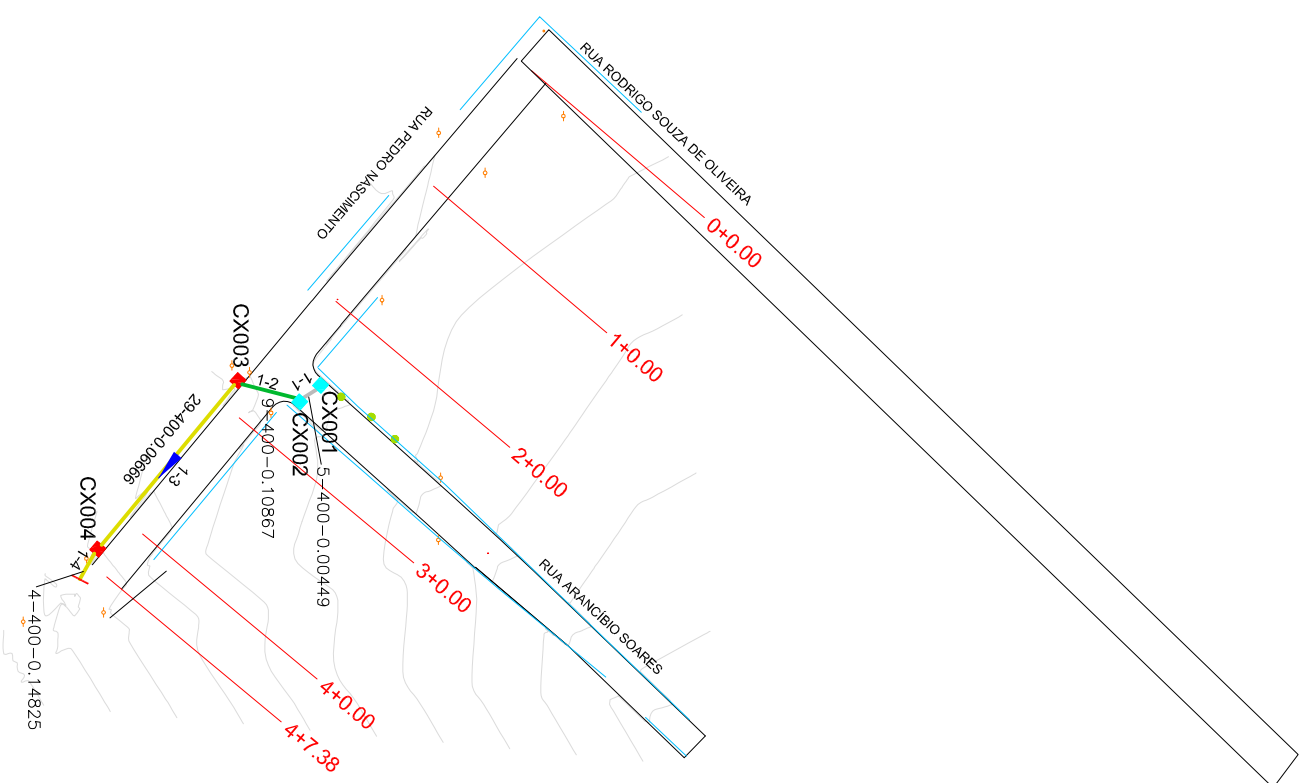 RUA RODRIGO SOUZA DE OLIVEIRA
RUA PEDRO NASCIMENTO
0+0.00
1+0.00
CX003
1-2
1-1
CX001
CX002
29-400-0.06666
1-3
9-400-0.10867
5-400-0.00449
2+0.00
CX004
1-4
3+0.00
RUA ARANCÍBIO SOARES
4-400-0.14825
4+0.00
4+7.38